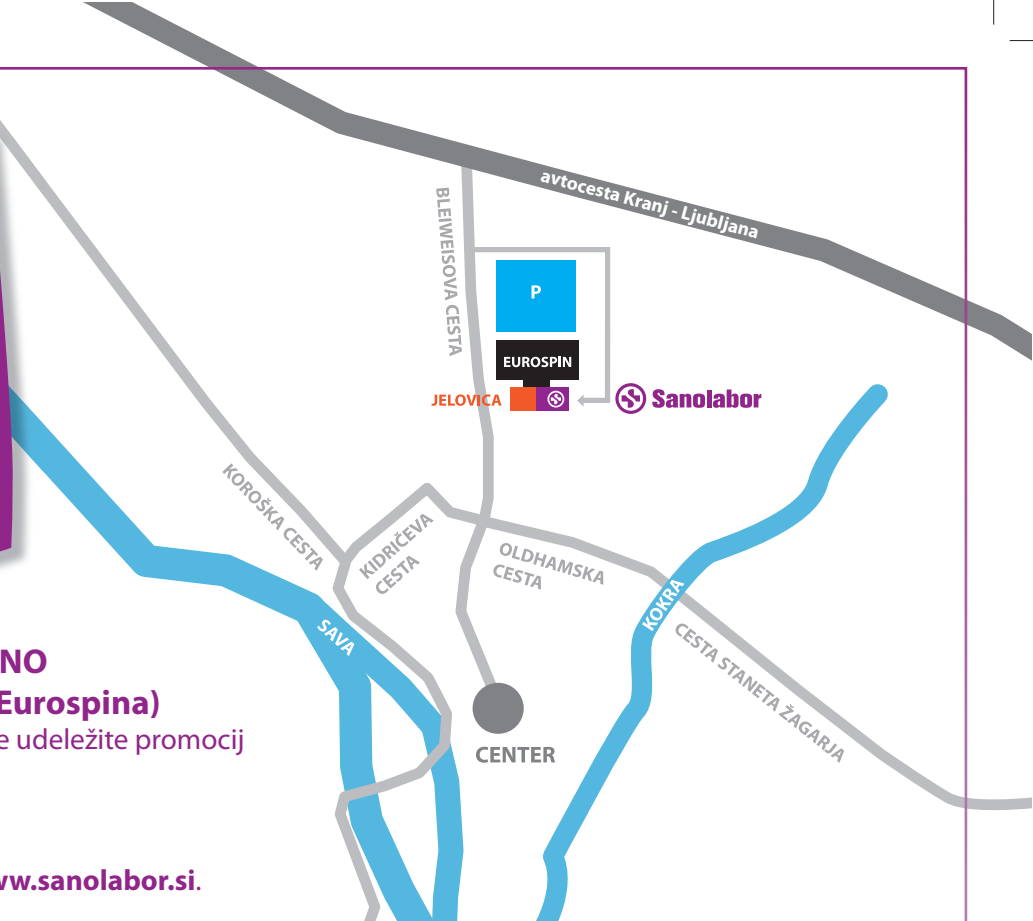 avtocesta Kranj - Ljubljana
BLEIWEISOVA CESTA
P
EUROSPIN
JELOVICA
Sanolabor
KOROŠKA CESTA
KIDRIČEVA
CESTA
OLDHAMSKA
CESTA
KOKRA
SAVA
CESTA STANETA ŽAGARJA
CENTER
NO
Eurospina)
e udeležite promocij
ww.sanolabor.si.